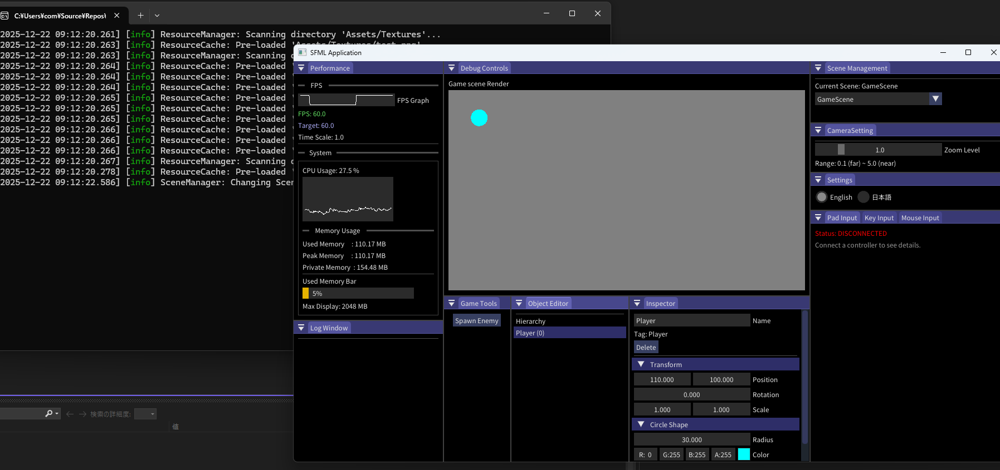 C:¥Users¥com¥Source¥Repos¥
2025-12-22 09:12:20.261] [info] ResourceManager: Scanning directory 'Assets/Textures'...
2025-12-22 09:12:20.263] [info] ResourceCache: Pre-loaded 'Assets/Textures/test.png'
2025-12-22 09:12:20.263] [info] ResourceManager: Scanning
2025-12-22 09:12:20.264] [info] ResourceCache: Pre-loaded
2025-12-22 09:12:20.264] [info] ResourceCache: Pre-loaded
2025-12-22 09:12:20.264] [info] ResourceCache: Pre-loaded
2025-12-22 09:12:20.265] [info] ResourceCache: Pre-loaded
2025-12-22 09:12:20.265] [info] ResourceCache: Pre-loaded
2025-12-22 09:12:20.265] [info] ResourceCache: Pre-loaded
2025-12-22 09:12:20.266] [info] ResourceCache: Pre-loaded
2025-12-22 09:12:20.266] [info] ResourceCache: Pre-loaded
2025-12-22 09:12:20.266] [info] ResourceCache: Pre-loaded
2025-12-22 09:12:20.267] [info] ResourceManager: Scanning
2025-12-22 09:12:20.278] [info] ResourceCache: Pre-loaded
2025-12-22 09:12:22.586] [info] SceneManager: Changing Scen
検索の詳細度:
値
SFML Application
Performance
FPS
FPS Graph
FPS: 60.0
Target: 60.0
Time Scale: 1.0
System
CPU Usage: 27.5 %
Memory Usage
Used Memory : 110.17 MB
Peak Memory : 110.17 MB
Private Memory : 154.48 MB
Used Memory Bar
5%
Max Display: 2048 MB
Log Window
Debug Controls
Game scene Render
Game Tools
Spawn Enemy
Object Editor
Hierarchy
Player (0)
Inspector
Player Name
Tag: Player
Delete
Transform
110.000 100.000 Position
0.000 Rotation
1.000 1.000 Scale
Circle Shape
30.000 Radius
R: 0 G:255 B:255 A:255 Color
Scene Management
Current Scene: GameScene
GameScene
CameraSetting
1.0 Zoom Level
Range: 0.1 (far) ~ 5.0 (near)
Settings
English 日本語
Pad Input Key Input Mouse Input
Status: DISCONNECTED
Connect a controller to see details.